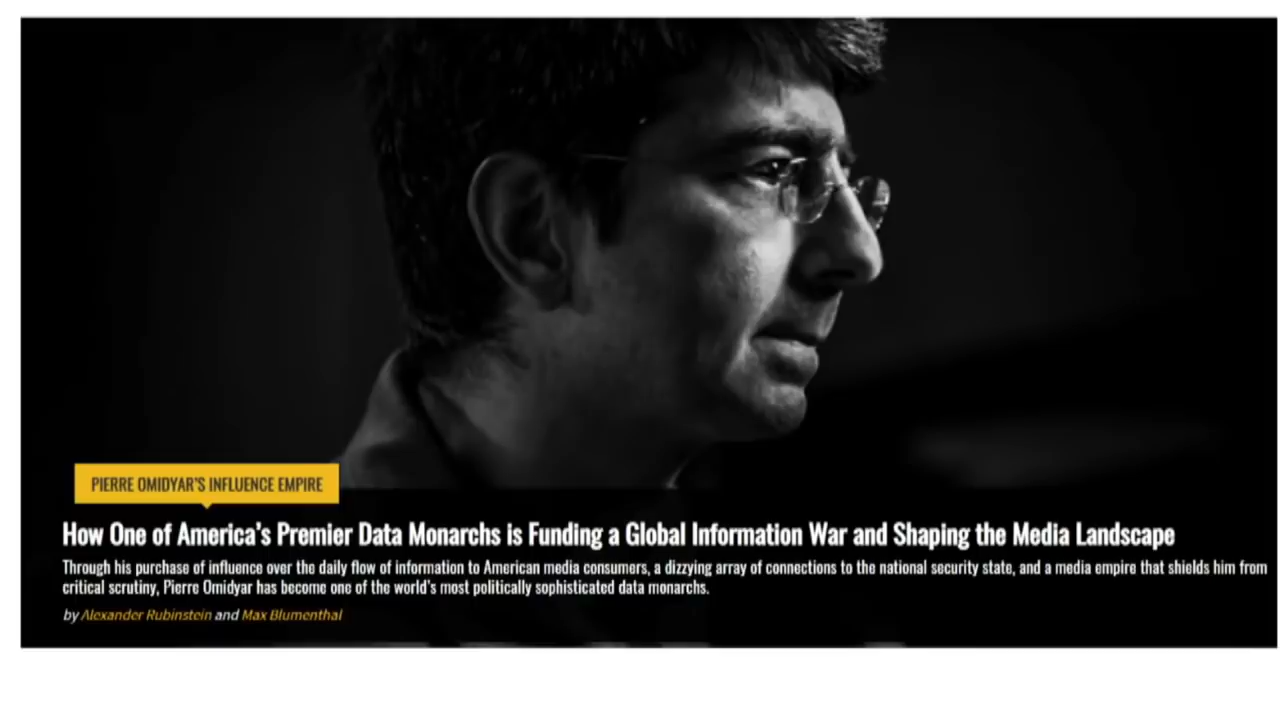 PIERRE OMIDYAR'S INFLUENCE EMPIRE
How One of America's Premier Data Monarchs is Funding a Global Information War and Shaping the Media Landscape
Through his purchase of influence over the daily flow of information to American media consumers, a dizzying array of connections to the national security state, and a media empire that shields him from
critical scrutiny, Pierre Omidyar has become one of the world's most politically sophisticated data monarchs.
by Alexander Rubinstein and Max Blumenthal